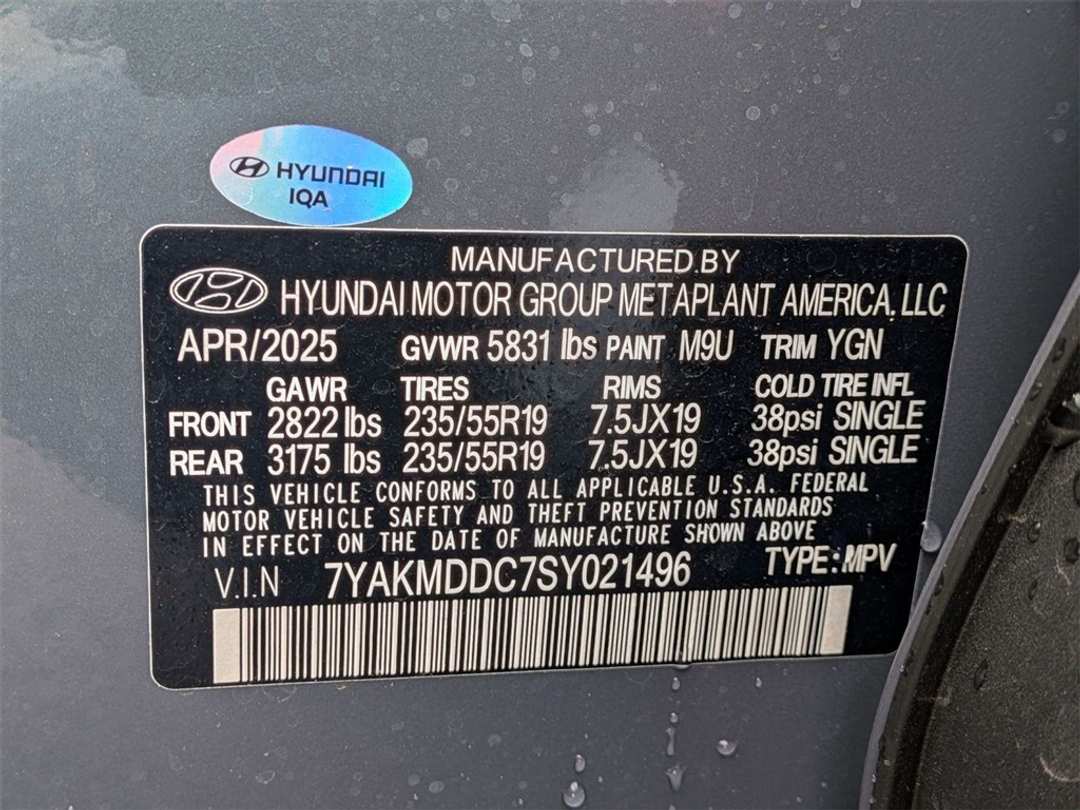 HYUNDAI
IQA
MANUFACTURED BY
HYUNDAI MOTOR GROUP METAPLANT AMERICA, LLC
APR/2025 GVWR 5831 lbs PAINT M9U TRIM YGN
GAWR TIRES RIMS COLD TIRE INFL
FRONT 2822 lbs 235/55R19 7.5JX19 38psi SINGLE
REAR 3175 lbs 235/55R19 7.5JX19 38psi SINGLE
THIS VEHICLE CONFORMS TO ALL APPLICABLE U.S.A. FEDERAL
MOTOR VEHICLE SAFETY AND THEFT PREVENTION STANDARDS
IN EFFECT ON THE DATE OF MANUFACTURE SHOWN ABOVE
V.I.N 7YAKMDDC7SY021496 TYPE: MPV